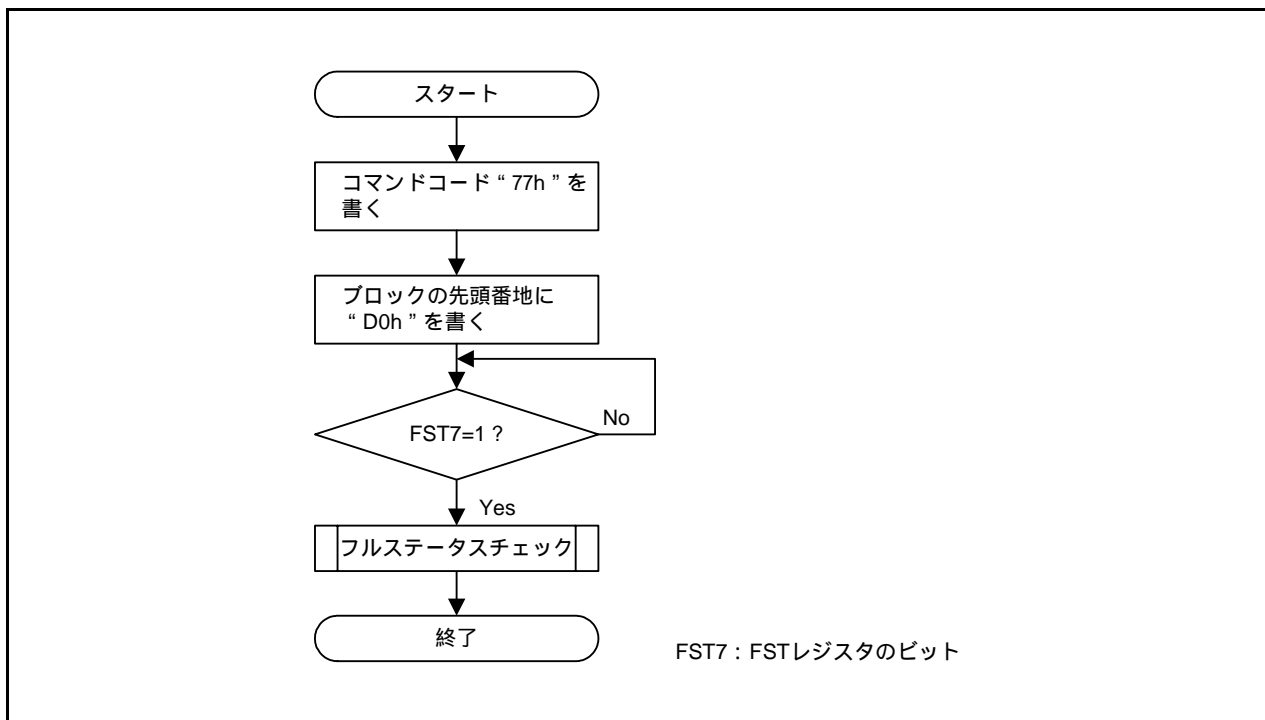 スタート
コマンドコード“77h”を
書く
ブロックの先頭番地に
“D0h”を書く
FST7=1 ?
No
Yes
フルステータスチェック
終了
FST7：FSTレジスタのビット